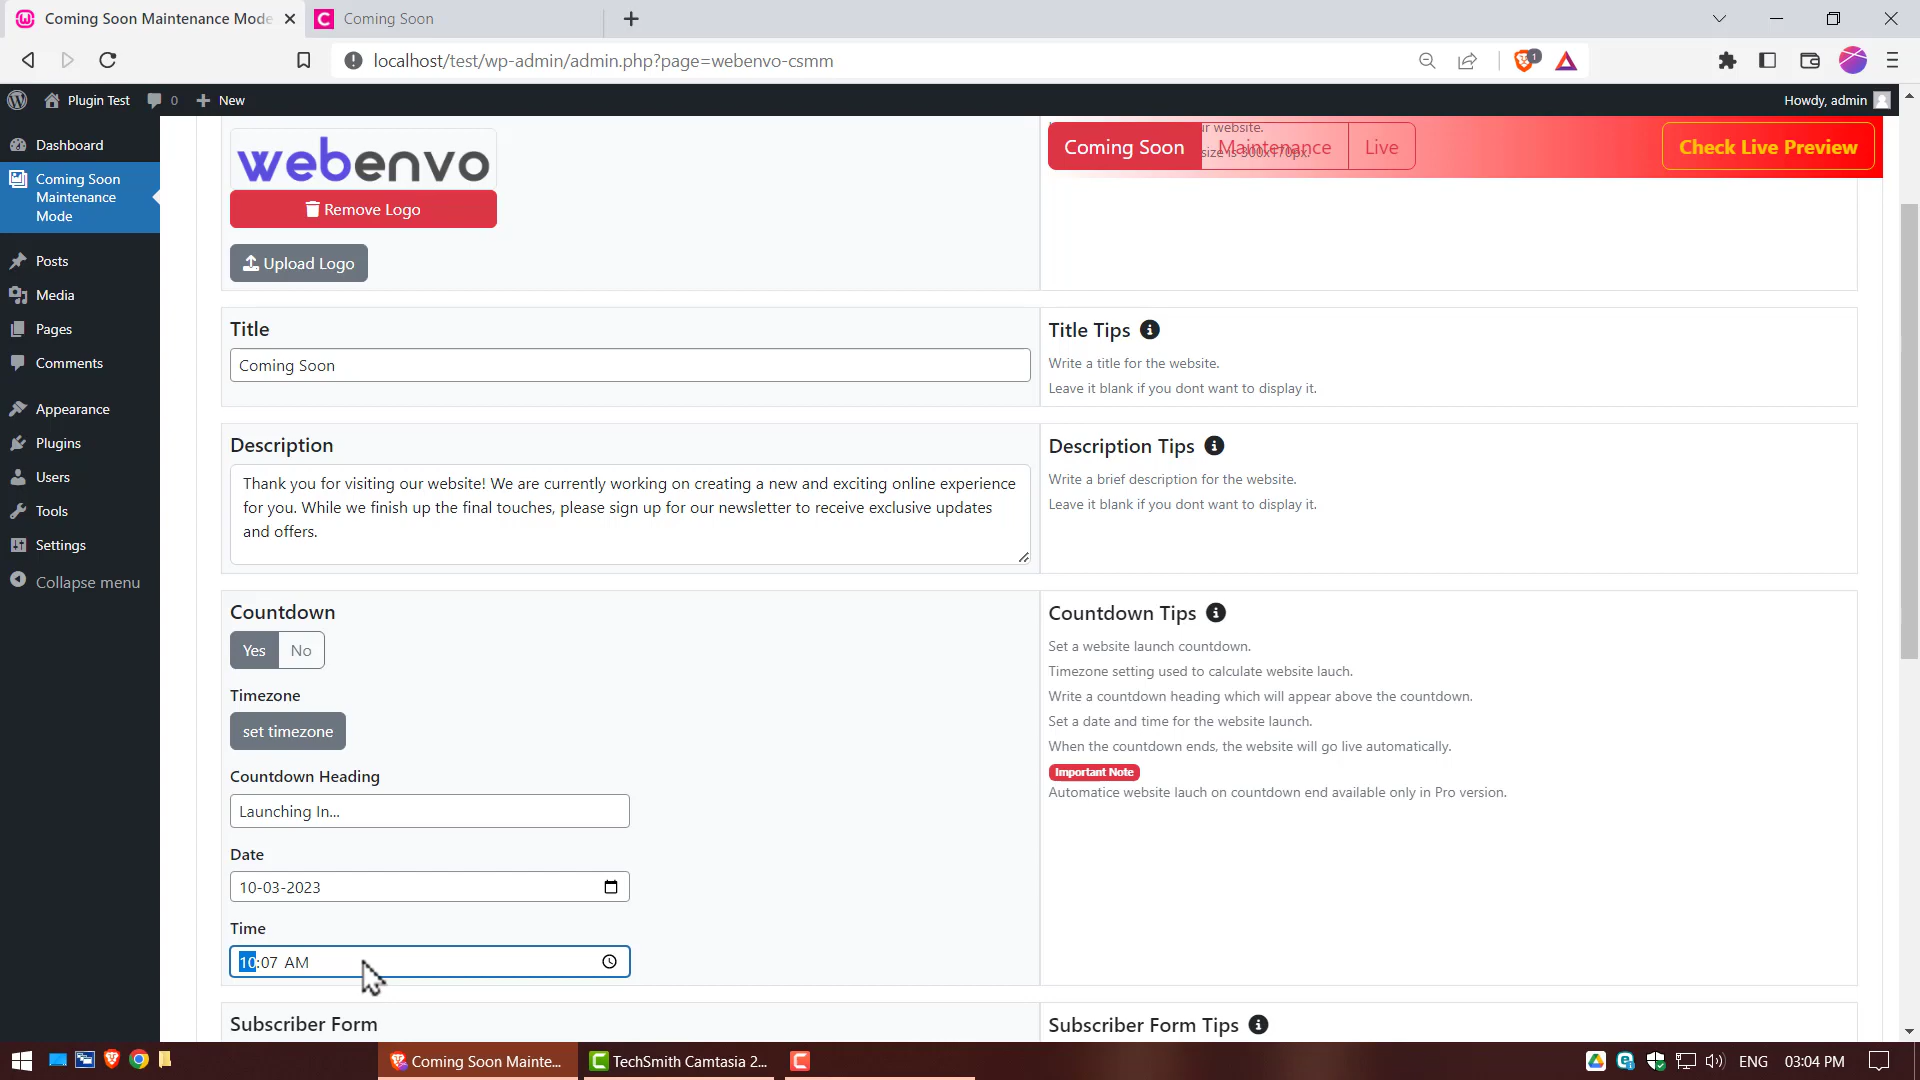 Coming Soon Maintenance Mode
Coming Soon
localhost/test/wp-admin/admin.php?page=webenvo-csmm
1
Plugin Test
0
New
Howdy, admin
Dashboard
Coming Soon
Maintenance
Mode
Posts
Media
Pages
Comments
Appearance
Plugins
Users
Tools
Settings
Collapse menu
webenvo
Remove Logo
Upload Logo
ur website.
size is 300x170px.
Coming Soon
Maintenance
Live
Check Live Preview
Title
Coming Soon
Title Tips
Write a title for the website.
Leave it blank if you dont want to display it.
Description
Thank you for visiting our website! We are currently working on creating a new and exciting online experience
for you. While we finish up the final touches, please sign up for our newsletter to receive exclusive updates
and offers.
Description Tips
Write a brief description for the website.
Leave it blank if you dont want to display it.
Countdown
Yes
No
Timezone
set timezone
Countdown Heading
Launching In...
Date
10-03-2023
Time
10:07 AM
Countdown Tips
Set a website launch countdown.
Timezone setting used to calculate website lauch.
Write a countdown heading which will appear above the countdown.
Set a date and time for the website launch.
When the countdown ends, the website will go live automatically.
Important Note
Automatice website lauch on countdown end available only in Pro version.
Subscriber Form
Subscriber Form Tips
Coming Soon Mainte...
TechSmith Camtasia 2...
ENG
03:04 PM